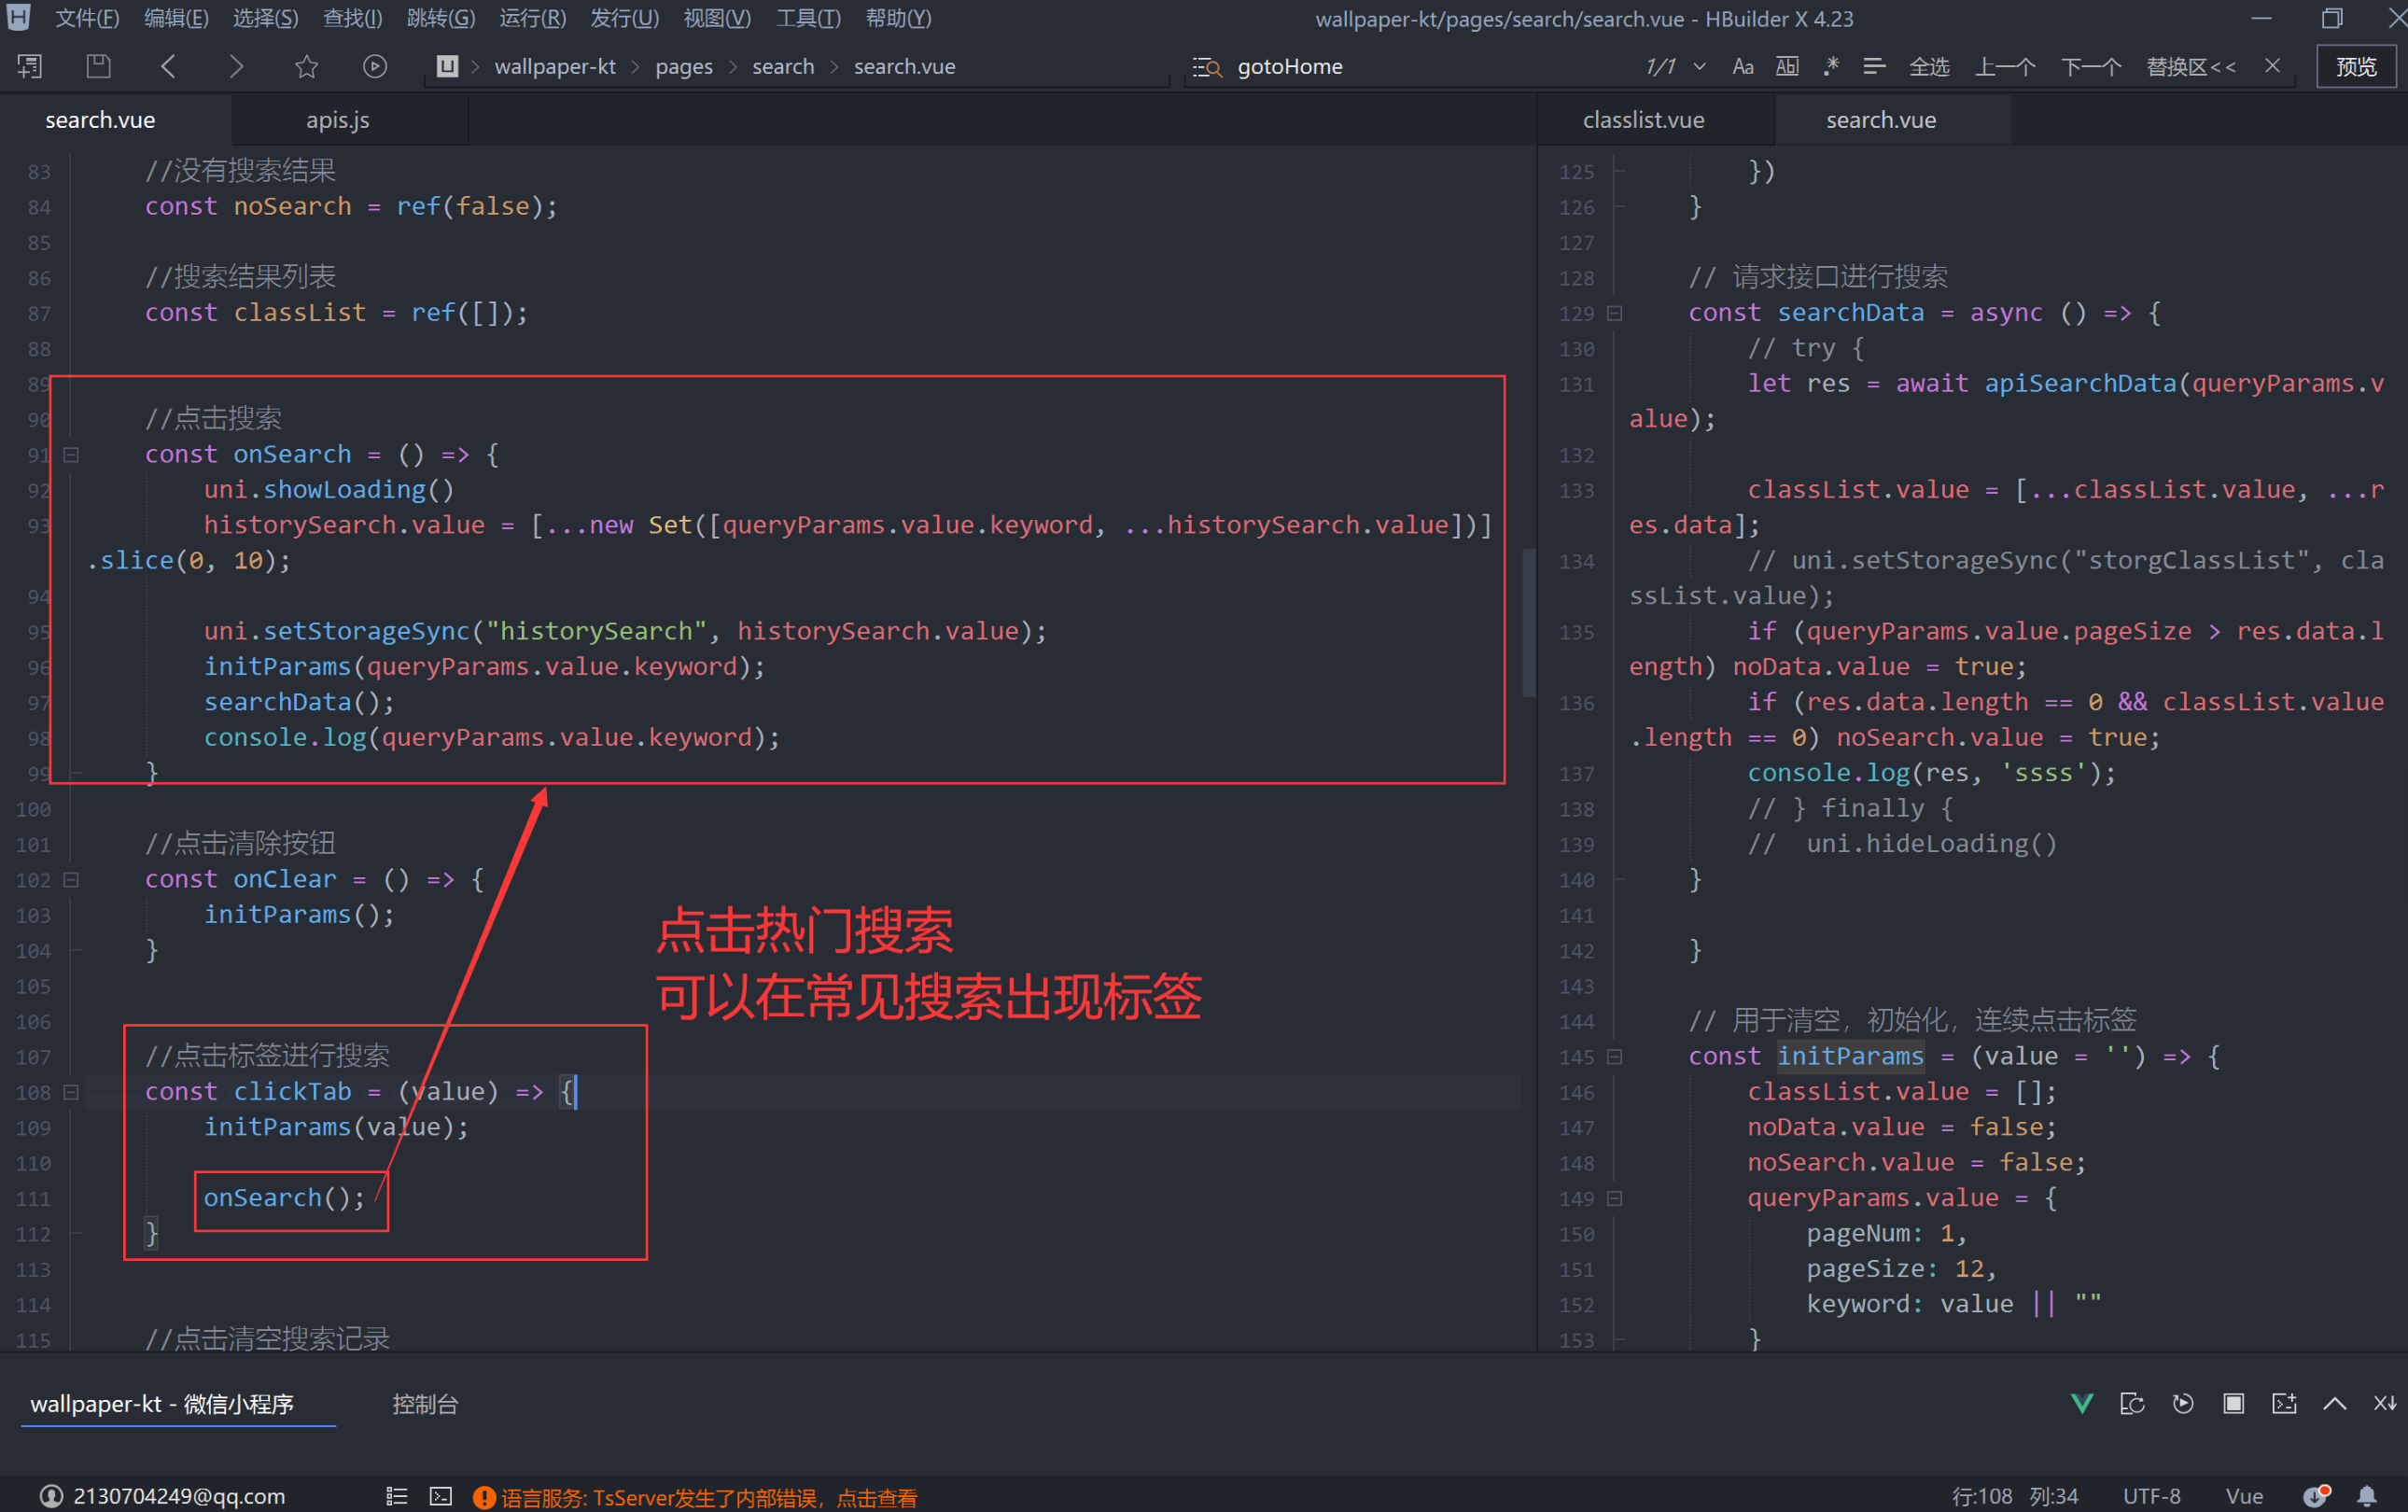 文件(F) 编辑(E) 选择(S) 查找(I) 跳转(G) 运行(R) 发行(U) 视图(V) 工具(T) 帮助(Y) wallpaper-kt/pages/search/search.vue - HBuilder X 4.23
wallpaper-kt > pages > search > search.vue gotoHome 1/1 Aa Ab .* 全选 上一个 下一个 替换区<< 预览
search.vue apis.js
83 //没有搜索结果
84 const noSearch = ref(false);
85
86 //搜索结果列表
87 const classList = ref([]);
88
89
90 //点击搜索
91 const onSearch = () => {
92 uni.showLoading()
93 historySearch.value = [...new Set([queryParams.value.keyword, ...historySearch.value])]
.slice(0, 10);
94
95 uni.setStorageSync("historySearch", historySearch.value);
96 initParams(queryParams.value.keyword);
97 searchData();
98 console.log(queryParams.value.keyword);
99 }
100
101 //点击清除按钮
102 const onClear = () => {
103 initParams();
104 }
105
106
107 //点击标签进行搜索
108 const clickTab = (value) => {
109 initParams(value);
110
111 onSearch();
112 }
113
114
115 //点击清空搜索记录
点击热门搜索
可以在常见搜索出现标签
classlist.vue search.vue
125 })
126 }
127
128 // 请求接口进行搜索
129 const searchData = async () => {
130 // try {
131 let res = await apiSearchData(queryParams.v
alue);
132
133 classList.value = [...classList.value, ...r
es.data];
134 // uni.setStorageSync("storgClassList", cla
ssList.value);
135 if (queryParams.value.pageSize > res.data.l
ength) noData.value = true;
136 if (res.data.length == 0 && classList.value
.length == 0) noSearch.value = true;
137 console.log(res, 'ssss');
138 // } finally {
139 // uni.hideLoading()
140 }
141
142 }
143
144 // 用于清空，初始化，连续点击标签
145 const initParams = (value = '') => {
146 classList.value = [];
147 noData.value = false;
148 noSearch.value = false;
149 queryParams.value = {
150 pageNum: 1,
151 pageSize: 12,
152 keyword: value || ""
153 }
wallpaper-kt - 微信小程序 控制台
2130704249@qq.com 语言服务: TsServer发生了内部错误，点击查看 行:108 列:34 UTF-8 Vue